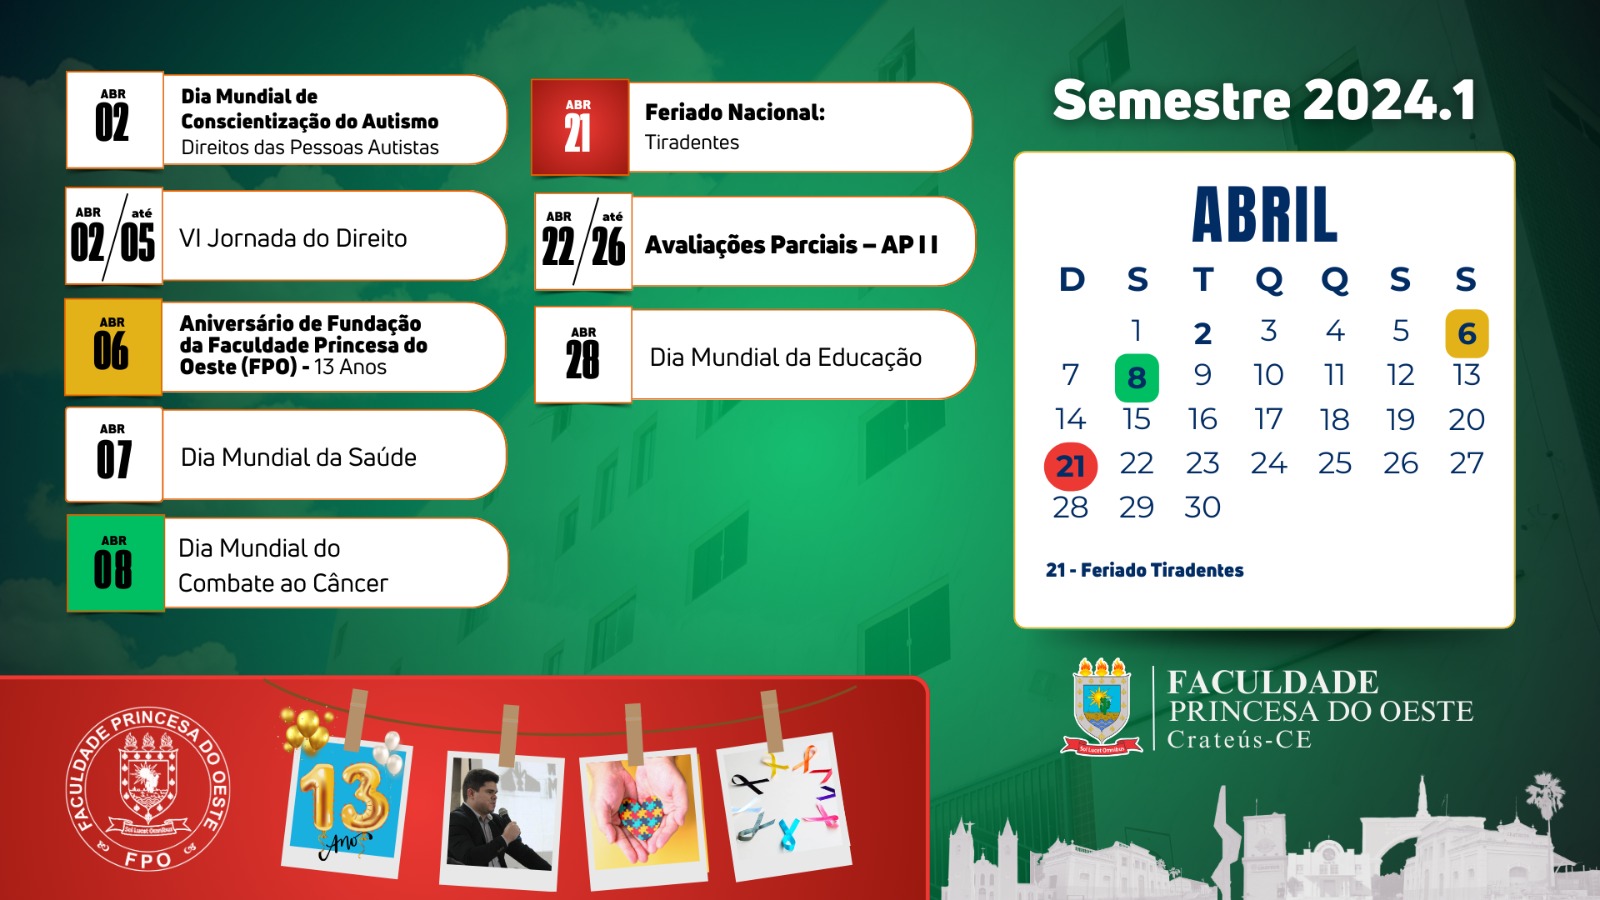 ABR
02
Dia Mundial de
Conscientização do Autismo
Direitos das Pessoas Autistas
ABR até
02/05
VI Jornada do Direito
ABR
06
Aniversário de Fundação
da Faculdade Princesa do
Oeste (FPO) - 13 Anos
ABR
07
Dia Mundial da Saúde
ABR
08
Dia Mundial do
Combate ao Câncer
ABR
21
Feriado Nacional:
Tiradentes
ABR até
22/26
Avaliações Parciais – AP I I
ABR
28
Dia Mundial da Educação
Semestre 2024.1
ABRIL
D S T Q Q S S
1 2 3 4 5 6
7 8 9 10 11 12 13
14 15 16 17 18 19 20
21 22 23 24 25 26 27
28 29 30
21 - Feriado Tiradentes
Sol Lucet Omnibus
FACULDADE
PRINCESA DO OESTE
Crateús-CE
FACULDADE PRINCESA DO OESTE
Sol Lucet Omnibus
FPO
13
Anos